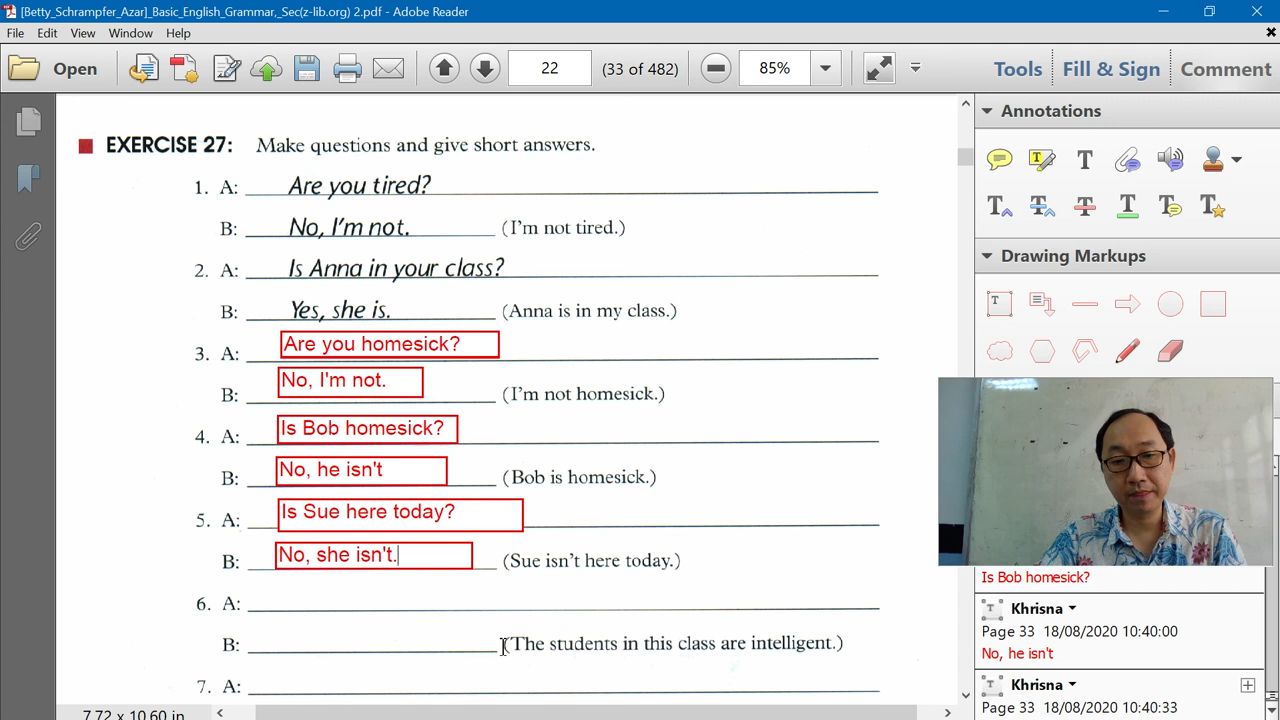 [Betty_Schrampfer_Azar]_Basic_English_Grammar,_Sec(z-lib.org) 2.pdf - Adobe Reader
File Edit View Window Help
Open 22 (33 of 482) 85% Tools Fill & Sign Comment
Annotations
EXERCISE 27: Make questions and give short answers.
1. A: Are you tired?
B: No, I'm not. (I'm not tired.)
2. A: Is Anna in your class?
B: Yes, she is. (Anna is in my class.)
Drawing Markups
3. A: Are you homesick?
B: No, I'm not. (I'm not homesick.)
4. A: Is Bob homesick?
B: No, he isn't (Bob is homesick.)
5. A: Is Sue here today?
B: No, she isn't. (Sue isn't here today.)
6. A:
B: (The students in this class are intelligent.)
7. A:
7.72 x 10.60 in
Is Bob homesick?
Khrisna
Page 33 18/08/2020 10:40:00
No, he isn't
Khrisna
Page 33 18/08/2020 10:40:33